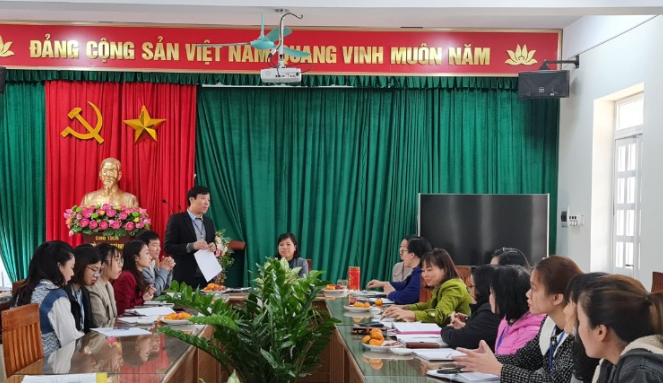 ĐẢNG CỘNG SẢN VIỆT NAM QUANG VINH MUÔN NĂM